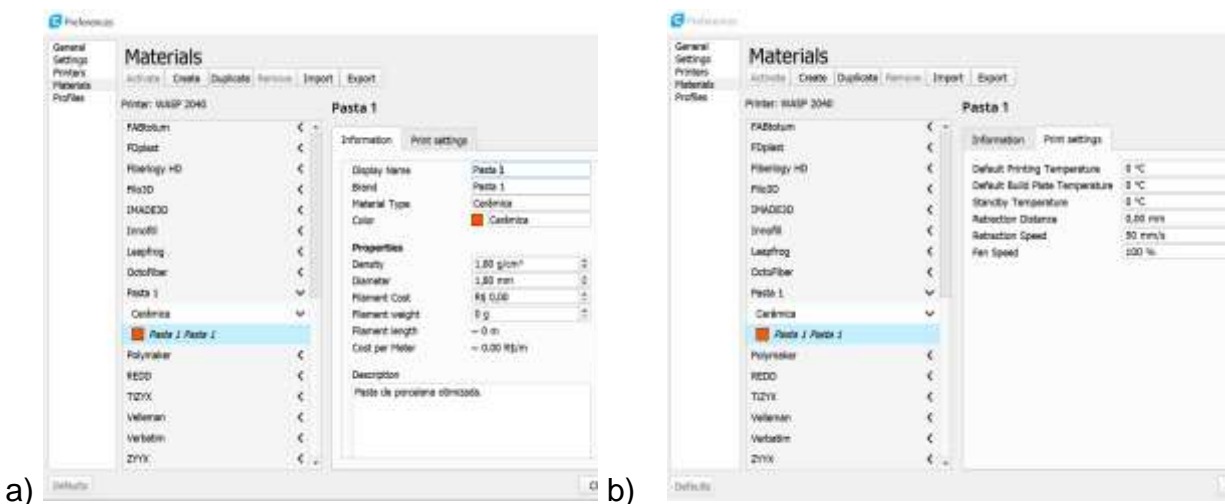 Preferences
General
Settings
Printers
Materials
Profiles
Materials
Activate Create Duplicate Remove Import Export
Printer: WASP 2040
Pasta 1
FABtotum
FDplast
Fiberlogy HD
Filo3D
IMADE3D
Innofill
Leapfrog
OctoFiber
Pasta 1
Cerâmica
Pasta 1 Pasta 1
Polymaker
REDD
TIZYX
Velleman
Verbatim
ZYYX
Information Print settings
Display Name Pasta 1
Brand Pasta 1
Material Type Cerâmica
Color Cerâmica
Properties
Density 1,80 g/cm³
Diameter 1,80 mm
Filament Cost R$ 0,00
Filament weight 0 g
Filament length ~ 0 m
Cost per Meter ~ 0.00 R$/m
Description
Pasta de porcelana otimizada.
Defaults
a)
Preferences
General
Settings
Printers
Materials
Profiles
Materials
Activate Create Duplicate Remove Import Export
Printer: WASP 2040
Pasta 1
FABtotum
FDplast
Fiberlogy HD
Filo3D
IMADE3D
Innofill
Leapfrog
OctoFiber
Pasta 1
Cerâmica
Pasta 1 Pasta 1
Polymaker
REDD
TIZYX
Velleman
Verbatim
ZYYX
Information Print settings
Default Printing Temperature 0 °C
Default Build Plate Temperature 0 °C
Standby Temperature 0 °C
Retraction Distance 0,00 mm
Retraction Speed 50 mm/s
Fan Speed 100 %
Defaults
b)